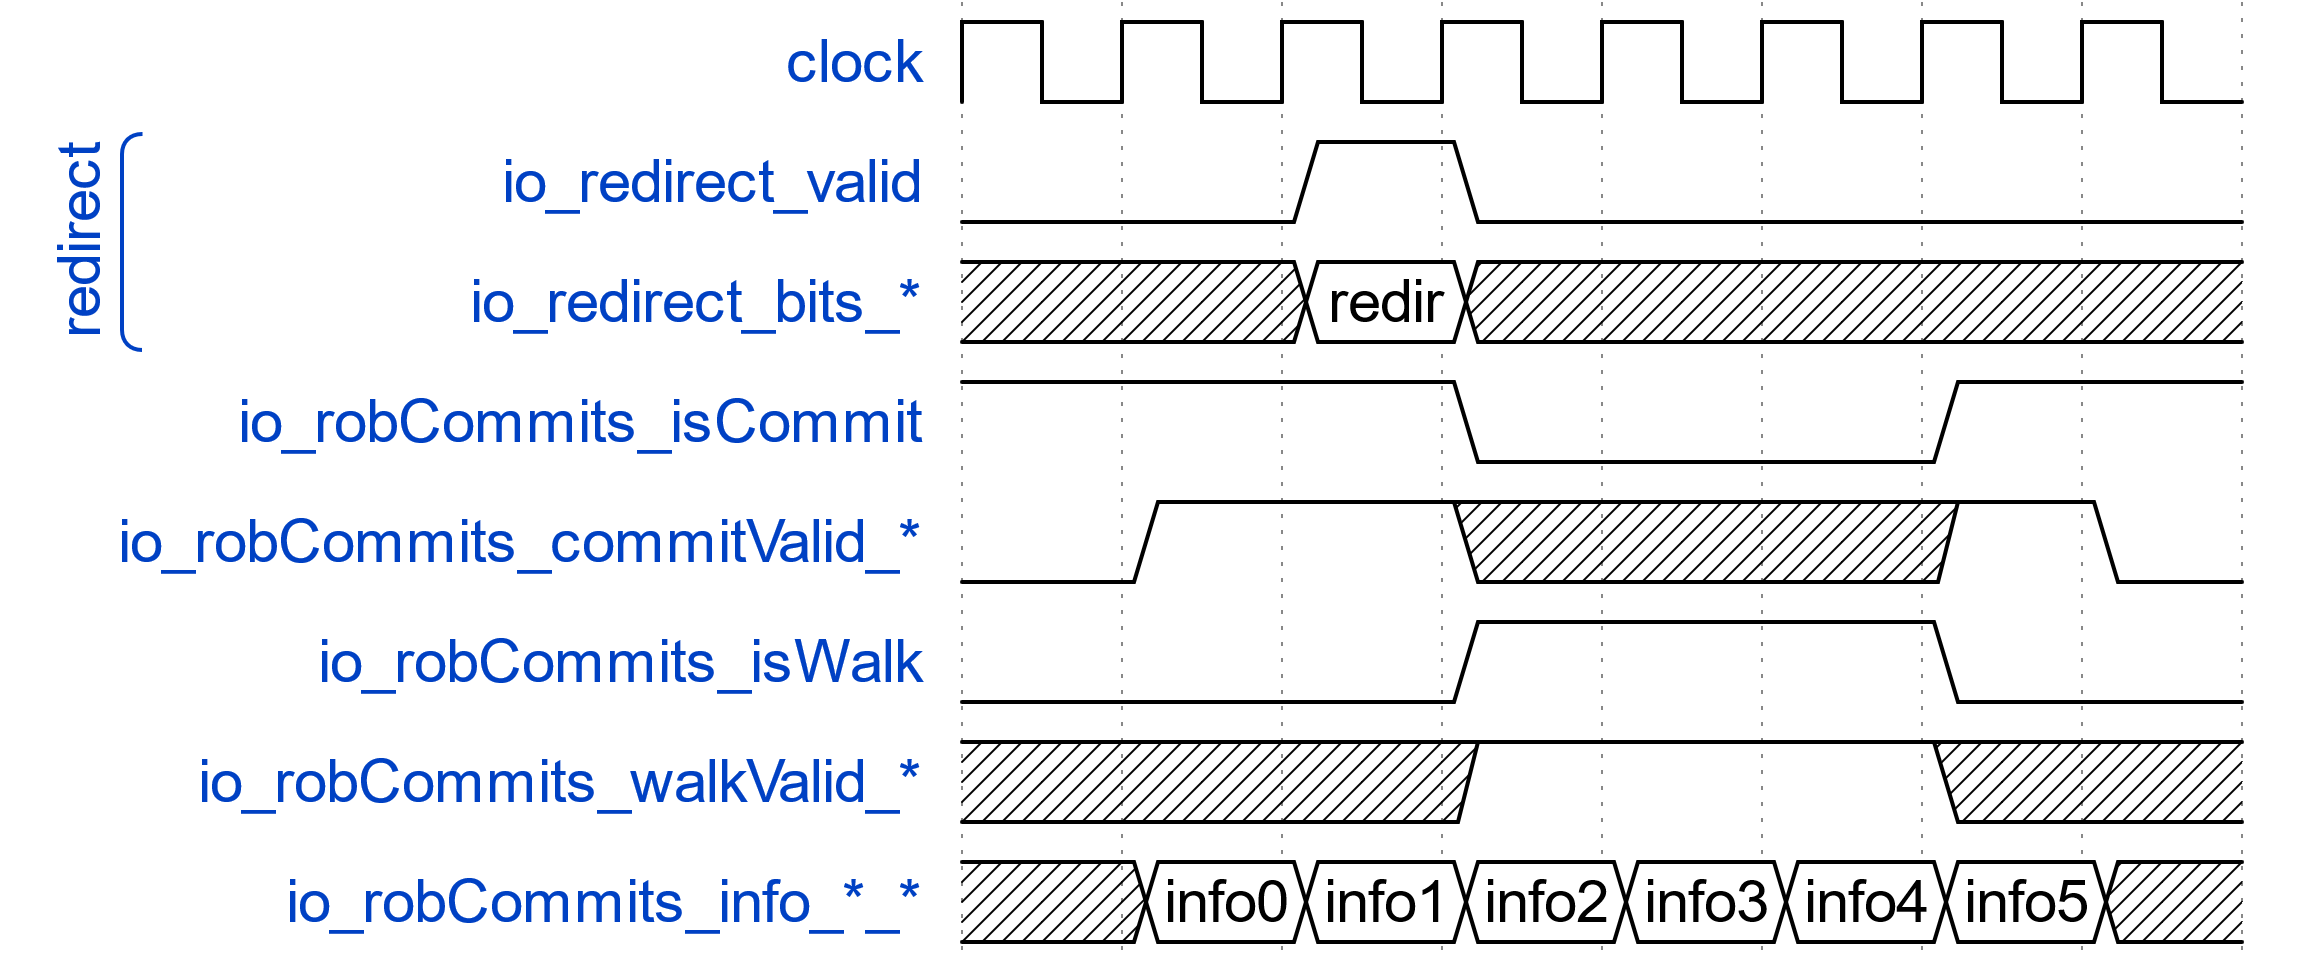 clock
redirect
io_redirect_valid
io_redirect_bits_*
redir
io_robCommits_isCommit
io_robCommits_commitValid_*
io_robCommits_isWalk
io_robCommits_walkValid_*
io_robCommits_info_*_*
info0 info1 info2 info3 info4 info5